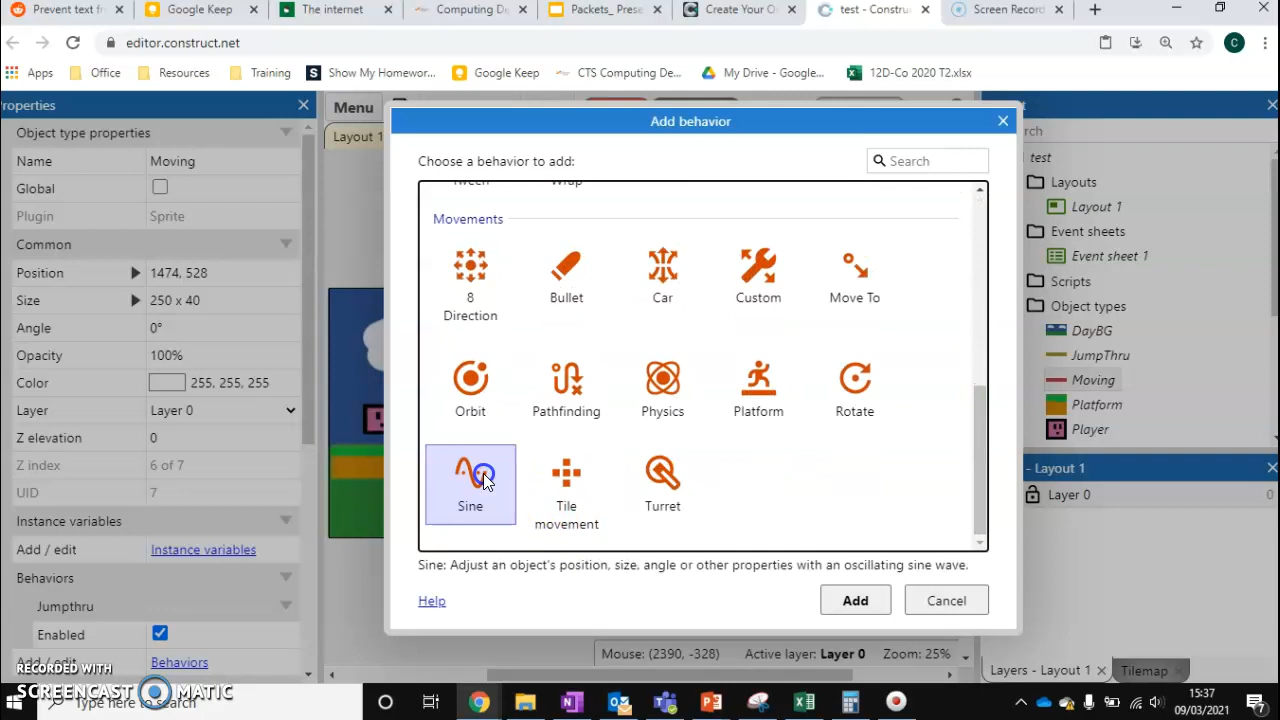 Prevent text fr
Google Keep
The internet
Computing De
Packets_ Prese
Create Your O
test - Constru
Screen Record
editor.construct.net
Apps
Office
Resources
Training
Show My Homewor...
Google Keep
CTS Computing De...
My Drive - Google...
12D-Co 2020 T2.xlsx
roperties
Menu
Layout 1
Object type properties
Name Moving
Global
Plugin Sprite
Common
Position 1474, 528
Size 250 x 40
Angle 0°
Opacity 100%
Color 255, 255, 255
Layer Layer 0
Z elevation 0
Z index 6 of 7
UID 7
Instance variables
Add / edit Instance variables
Behaviors
Jumpthru
Enabled
Add / edit Behaviors
Add behavior
Choose a behavior to add:
Search
Tween Wrap
Movements
8 Direction
Bullet
Car
Custom
Move To
Orbit
Pathfinding
Physics
Platform
Rotate
Sine
Tile movement
Turret
Sine: Adjust an object's position, size, angle or other properties with an oscillating sine wave.
Help
Add
Cancel
Mouse: (2390, -328) Active layer: Layer 0 Zoom: 25%
t
rch
test
Layouts
Layout 1
Event sheets
Event sheet 1
Scripts
Object types
DayBG
JumpThru
Moving
Platform
Player
- Layout 1
Layer 0 0
Layers - Layout 1
Tilemap
RECORDED WITH
SCREENCAST MATIC
Type here to search
15:37
09/03/2021
7